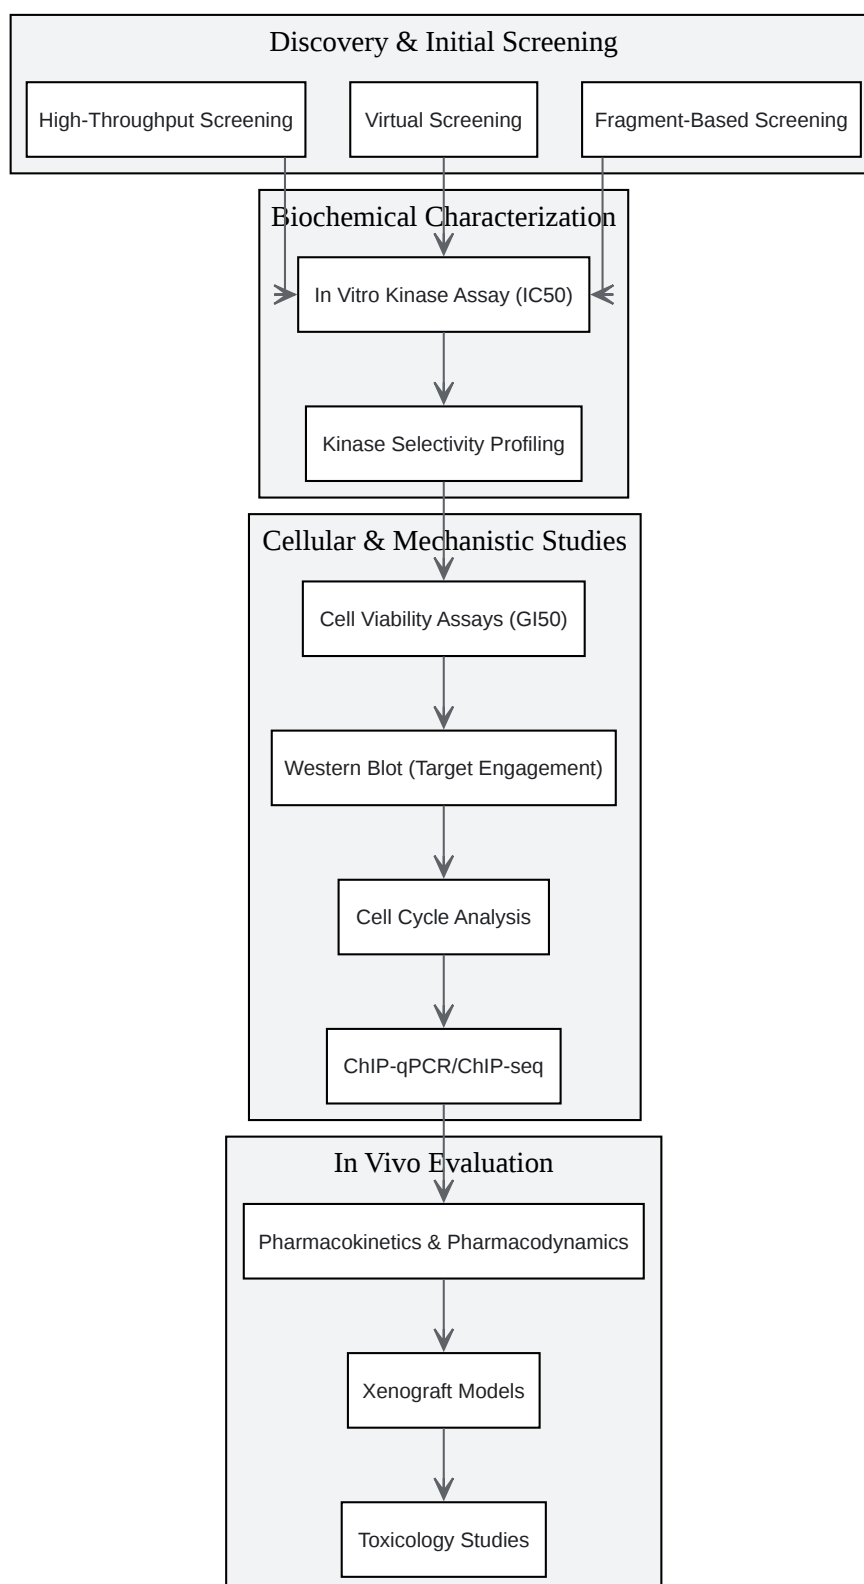 Discovery & Initial Screening
High-Throughput Screening
Virtual Screening
Fragment-Based Screening
Biochemical Characterization
In Vitro Kinase Assay (IC50)
Kinase Selectivity Profiling
Cellular & Mechanistic Studies
Cell Viability Assays (GI50)
Western Blot (Target Engagement)
Cell Cycle Analysis
ChIP-qPCR/ChIP-seq
In Vivo Evaluation
Pharmacokinetics & Pharmacodynamics
Xenograft Models
Toxicology Studies